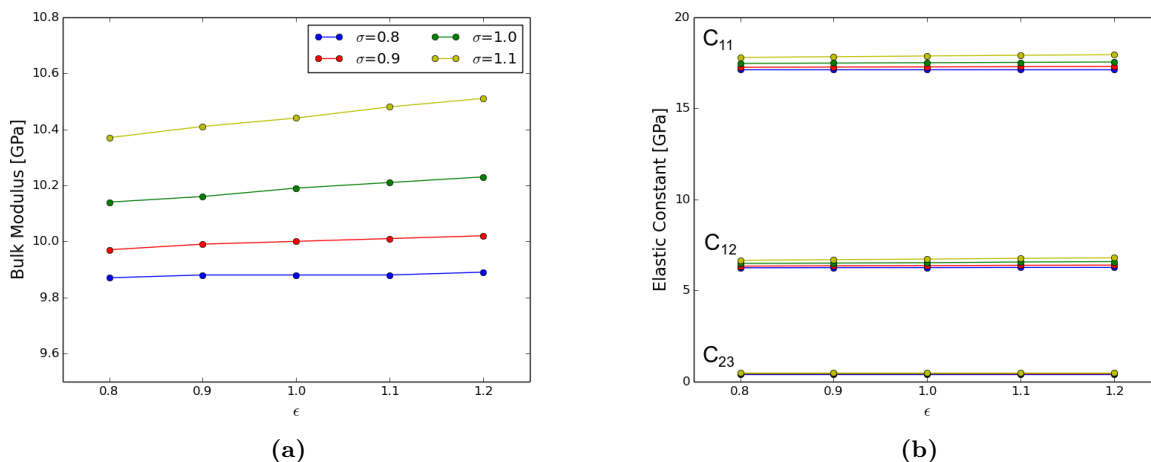 10.8
10.6
10.4
10.2
10.0
9.8
9.6
0.8 0.9 1.0 1.1 1.2
Bulk Modulus [GPa]
ϵ
σ=0.8 σ=1.0
σ=0.9 σ=1.1
(a)
20
15
10
5
0
0.8 0.9 1.0 1.1 1.2
Elastic Constant [GPa]
ϵ
C11
C12
C23
(b)